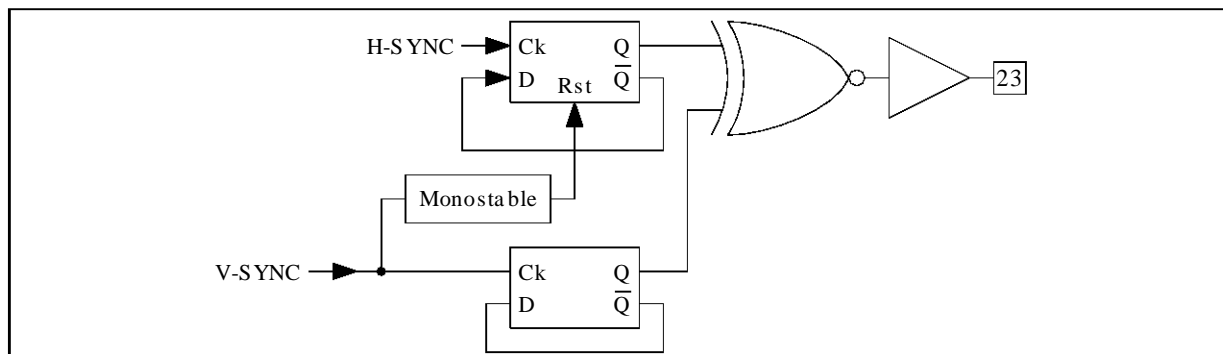 H-SYNC
Ck Q
D Q
Rst
23
Monostable
V-SYNC
Ck Q
D Q